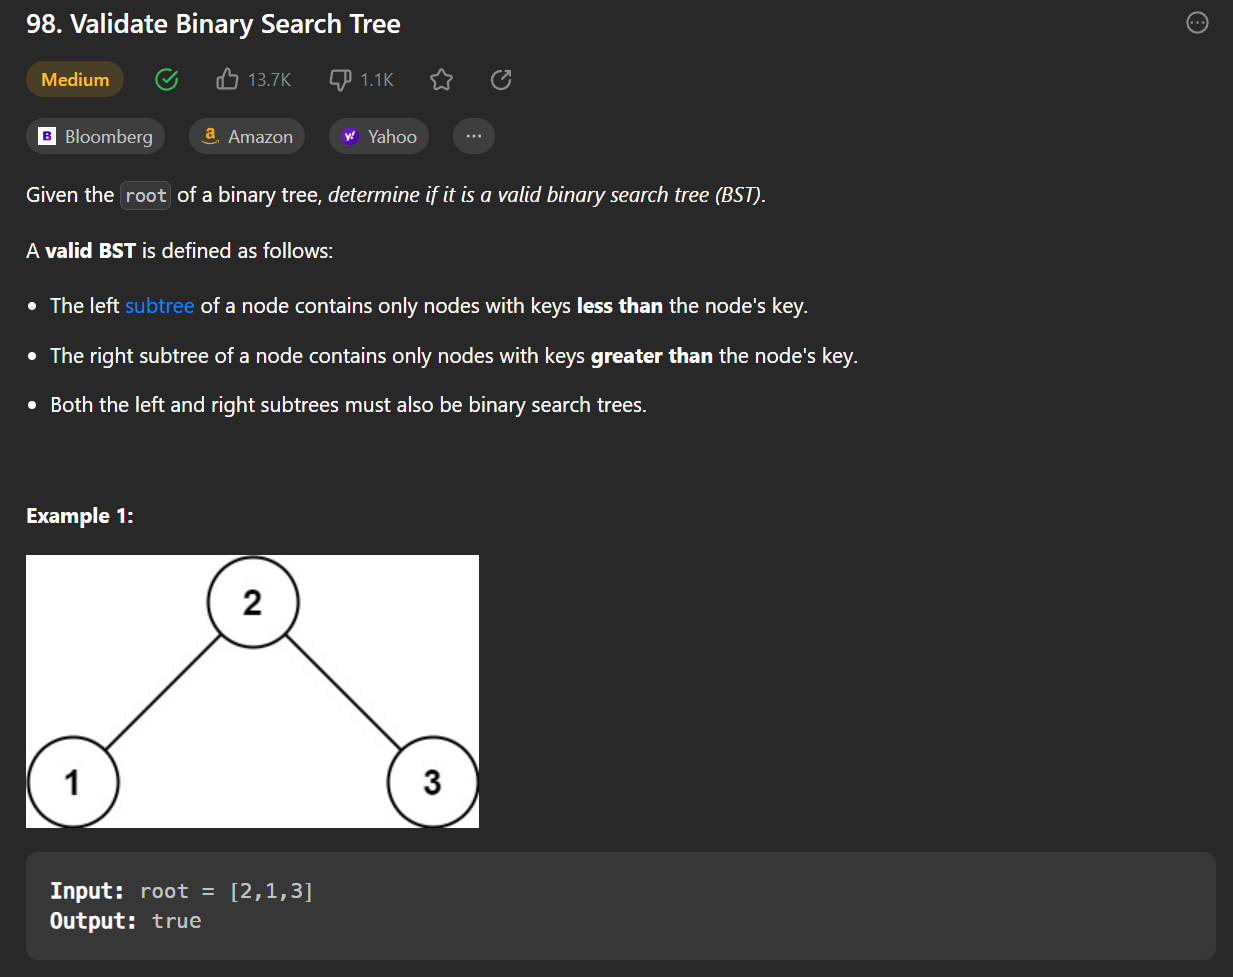 98. Validate Binary Search Tree
Medium 13.7K 1.1K
B Bloomberg a Amazon y! Yahoo ...
Given the root of a binary tree, determine if it is a valid binary search tree (BST).
A valid BST is defined as follows:
• The left subtree of a node contains only nodes with keys less than the node's key.
• The right subtree of a node contains only nodes with keys greater than the node's key.
• Both the left and right subtrees must also be binary search trees.
Example 1:
2
1 3
Input: root = [2,1,3]
Output: true